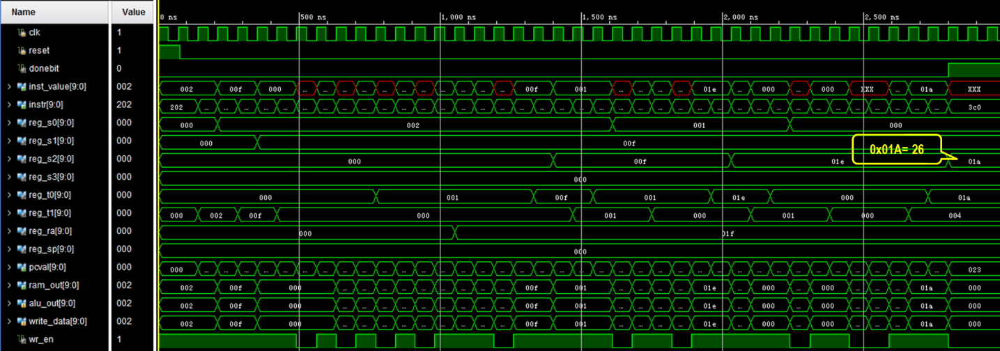 Name Value 0 ns 500 ns 1,000 ns 1,500 ns 2,000 ns 2,500 ns
clk 1
reset 1
donebit 0
inst_value[9:0] 002 002 00f 000 ... ... ... ... ... ... ... ... ... ... ... 00f 001 ... ... ... ... 01e ... 000 ... 000 XXX ... 01a XXX
instr[9:0] 202 202 ... ... ... ... ... ... ... ... ... ... ... ... ... ... ... ... ... ... ... ... ... ... ... ... ... ... ... ... ... ... ... ... ... ... ... ... ... 3c0
reg_s0[9:0] 000 000 002 001 000
reg_s1[9:0] 000 000 00f
0x01A= 26
reg_s2[9:0] 000 000 00f 01e 01a
reg_s3[9:0] 000 000
reg_t0[9:0] 000 000 001 00f 001 01e 000 01a
reg_t1[9:0] 000 000 002 00f 000 001 000 001 000 004
reg_ra[9:0] 000 000 01f
reg_sp[9:0] 000 000
pcval[9:0] 000 000 ... ... ... ... ... ... ... ... ... ... ... ... ... ... ... ... ... ... ... ... ... ... ... ... ... ... ... ... ... ... ... ... ... ... ... ... ... 023
ram_out[9:0] 002 002 00f 000 ... ... ... ... ... ... ... ... ... 00f 001 ... ... ... ... 01e ... 000 ... 000 ... ... ... 01a 000
alu_out[9:0] 002 002 00f 000 ... ... ... ... ... ... ... ... ... 00f 001 ... ... ... ... 01e ... 000 ... 000 ... ... ... 01a 000
write_data[9:0] 002 002 00f 000 ... ... ... ... ... ... ... ... ... 00f 001 ... ... ... ... 01e ... 000 ... 000 ... ... ... 01a 000
wr_en 1